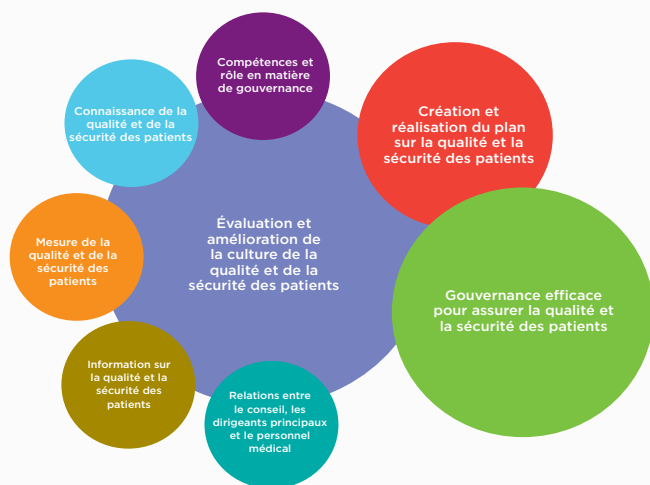 Compétences et
rôle en matière
de gouvernance
Création et
réalisation du plan
sur la qualité et la
sécurité des patients
Connaissance de la
qualité et de la
sécurité des patients
Évaluation et
amélioration de
la culture de la
qualité et de la
sécurité des patients
Mesure de la
qualité et de la
sécurité des
patients
Gouvernance efficace
pour assurer la qualité et
la sécurité des patients
Information sur
la qualité et la
sécurité des
patients
Relations entre
le conseil, les
dirigeants principaux
et le personnel
médical